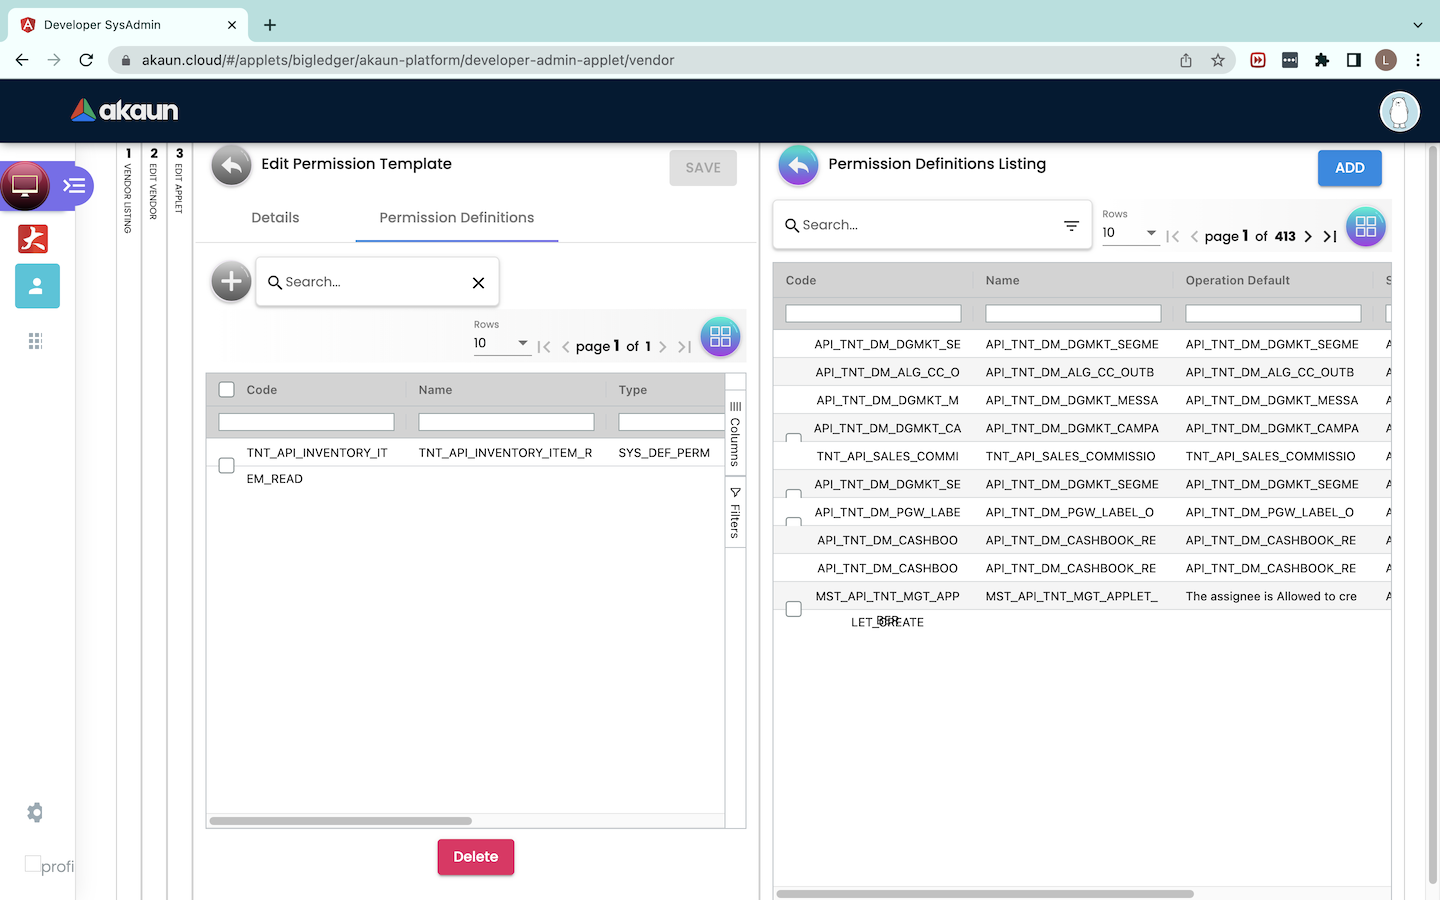 Developer SysAdmin
akaun.cloud/#/applets/bigledger/akaun-platform/developer-admin-applet/vendor
L
akaun
1 VENDOR LISTING
2 EDIT VENDOR
3 EDIT APPLET
profi
Edit Permission Template
SAVE
Details
Permission Definitions
Search...
Rows
10
page 1 of 1
Code
Name
Type
TNT_API_INVENTORY_IT
EM_READ
TNT_API_INVENTORY_ITEM_R
SYS_DEF_PERM
Columns
Filters
Delete
Permission Definitions Listing
ADD
Search...
Rows
10
page 1 of 413
Code
Name
Operation Default
S
API_TNT_DM_DGMKT_SE API_TNT_DM_DGMKT_SEGME API_TNT_DM_DGMKT_SEGME A
API_TNT_DM_ALG_CC_O API_TNT_DM_ALG_CC_OUTB API_TNT_DM_ALG_CC_OUTB A
API_TNT_DM_DGMKT_M API_TNT_DM_DGMKT_MESSA API_TNT_DM_DGMKT_MESSA A
API_TNT_DM_DGMKT_CA API_TNT_DM_DGMKT_CAMPA API_TNT_DM_DGMKT_CAMPA A
TNT_API_SALES_COMMI TNT_API_SALES_COMMISSIO TNT_API_SALES_COMMISSIO
API_TNT_DM_DGMKT_SE API_TNT_DM_DGMKT_SEGME API_TNT_DM_DGMKT_SEGME A
API_TNT_DM_PGW_LABE API_TNT_DM_PGW_LABEL_O API_TNT_DM_PGW_LABEL_O A
API_TNT_DM_CASHBOO API_TNT_DM_CASHBOOK_RE API_TNT_DM_CASHBOOK_RE A
API_TNT_DM_CASHBOO API_TNT_DM_CASHBOOK_RE API_TNT_DM_CASHBOOK_RE A
MST_API_TNT_MGT_APP MST_API_TNT_MGT_APPLET_ The assignee is Allowed to cre A
LET_CREATE